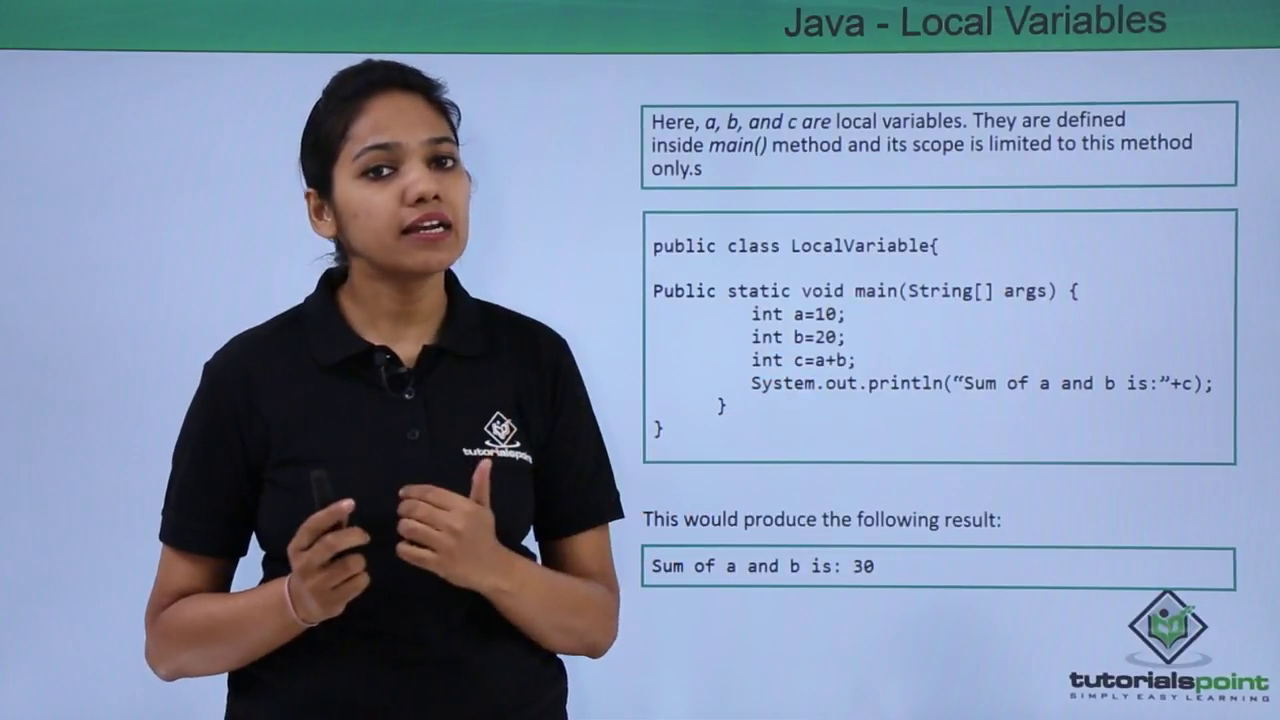 Java - Local Variables
Here, a, b, and c are local variables. They are defined
inside main() method and its scope is limited to this method
only.s
public class LocalVariable{
Public static void main(String[] args) {
int a=10;
int b=20;
int c=a+b;
System.out.println(“Sum of a and b is:”+c);
}
}
This would produce the following result:
Sum of a and b is: 30
tutorialspoint
tutorialspoint
SIMPLY EASY LEARNING